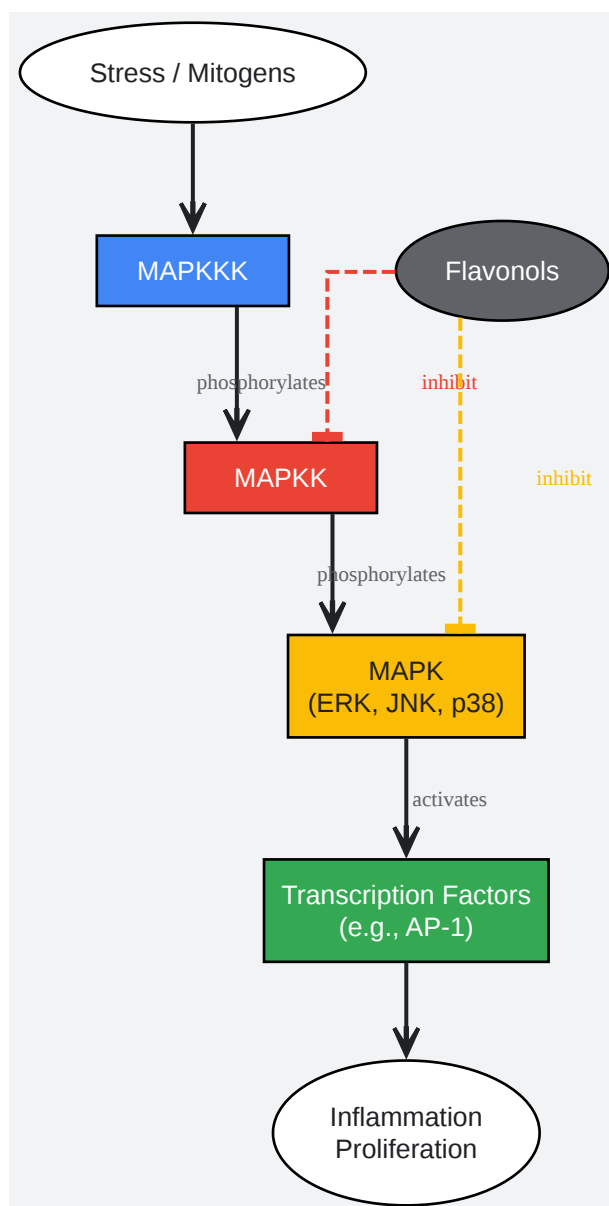 Stress / Mitogens
MAPKKK
Flavonols
phosphorylates
inhibit
MAPKK
inhibit
phosphorylates
MAPK
(ERK, JNK, p38)
activates
Transcription Factors
(e.g., AP-1)
Inflammation
Proliferation